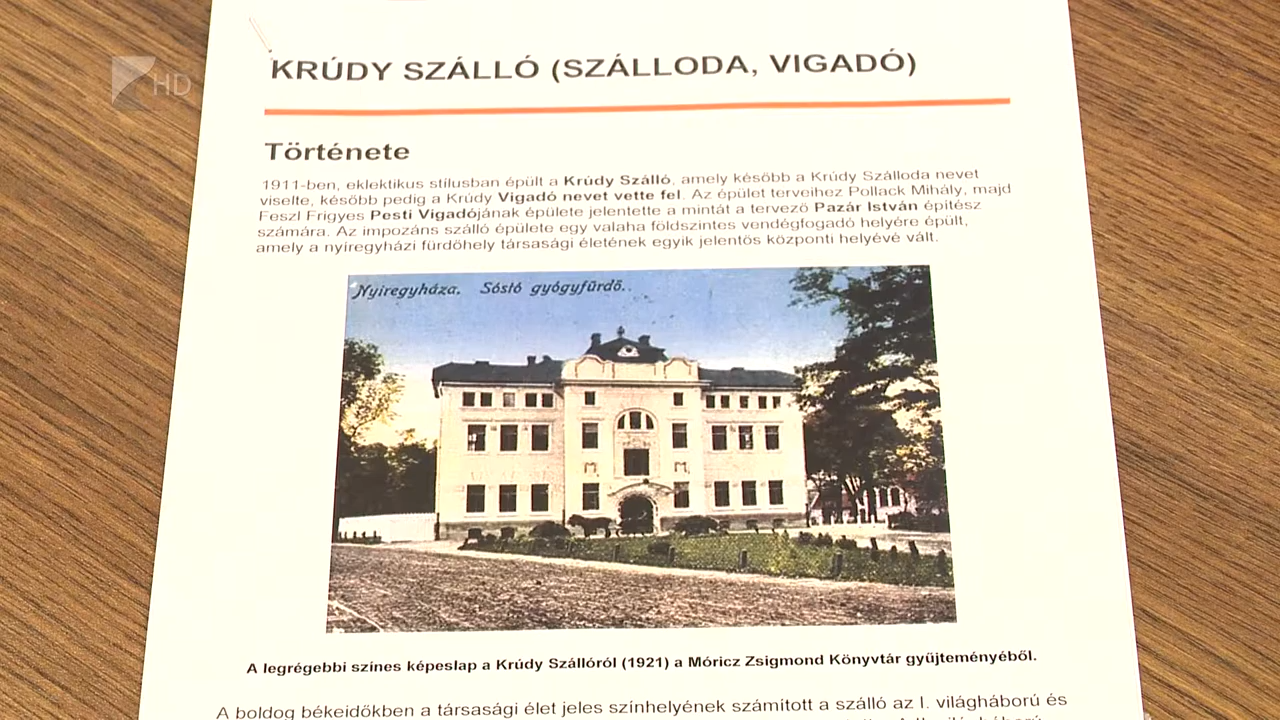 HD
KRÚDY SZÁLLÓ (SZÁLLODA, VIGADÓ)
Története
1911-ben, eklektikus stílusban épült a Krúdy Szálló, amely később a Krúdy Szálloda nevet
viselte, később pedig a Krúdy Vigadó nevet vette fel. Az épület terveihez Pollack Mihály, majd
Feszl Frigyes Pesti Vigadójának épülete jelentette a mintát a tervező Pazár István építész
számára. Az impozáns szálló épülete egy valaha földszintes vendégfogadó helyére épült,
amely a nyíregyházi fürdőhely társasági életének egyik jelentős központi helyévé vált.
Nyiregyháza. Sóstó gyógyfürdő..
A legrégebbi színes képeslap a Krúdy Szállóról (1921) a Móricz Zsigmond Könyvtár gyűjteményéből.
A boldog békeidőkben a társasági élet jeles színhelyének számított a szálló az I. világháború és